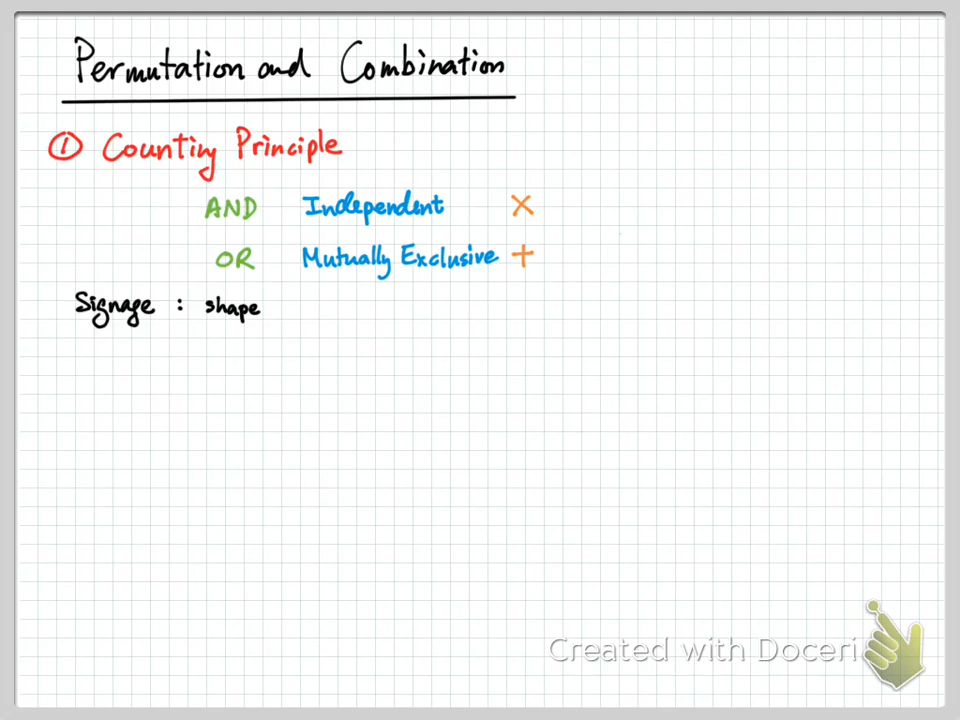 Permutation and Combination
① Counting Principle
AND Independent ×
OR Mutually Exclusive +
Signage : shape
Created with Doceri